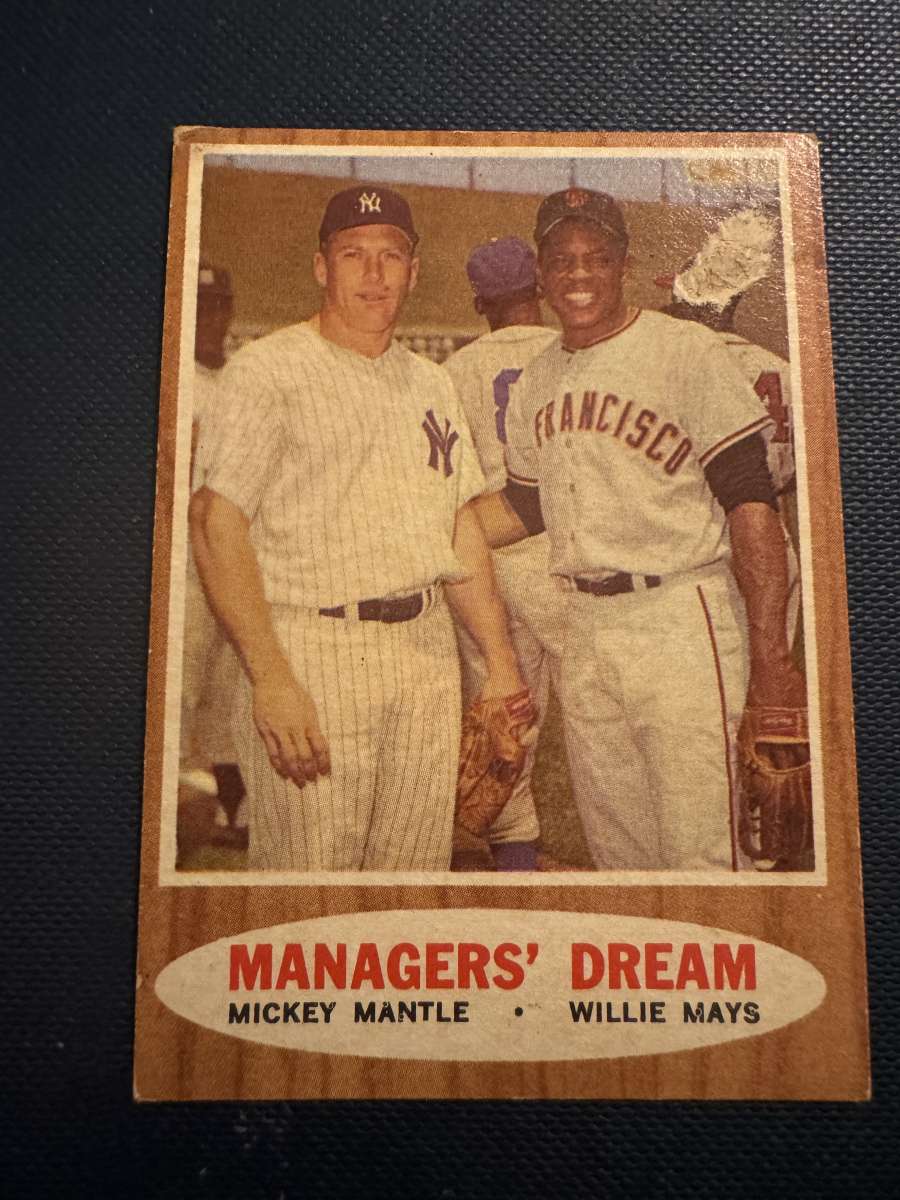 NY
NY
FRANCISCO
MANAGERS' DREAM
MICKEY MANTLE • WILLIE MAYS